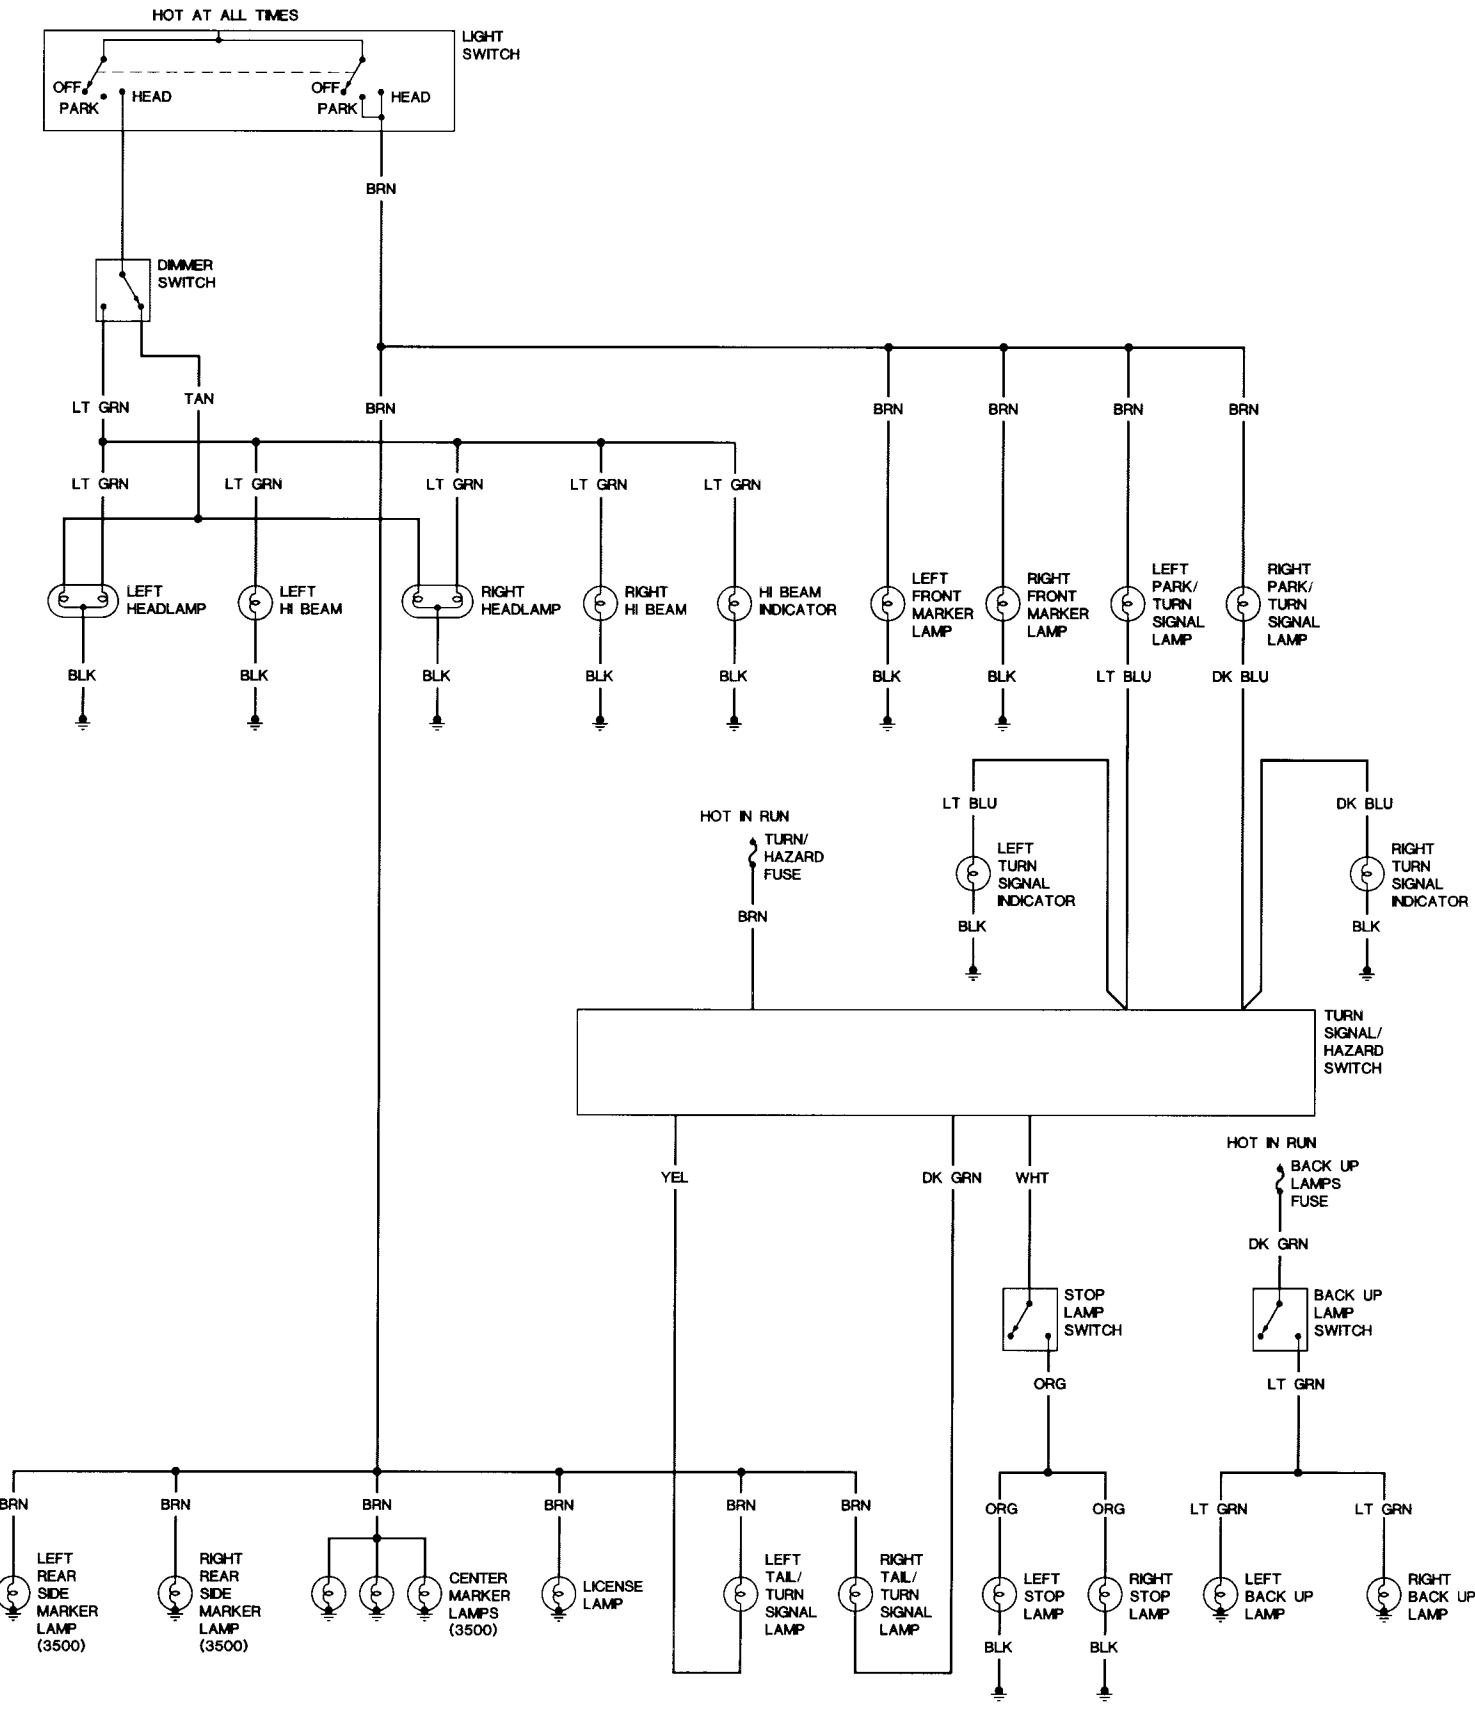 HOT AT ALL TIMES
LIGHT
SWITCH
OFF
PARK
HEAD
OFF
PARK
HEAD
BRN
DIMMER
SWITCH
LT GRN
TAN
BRN
BRN
BRN
BRN
BRN
LT GRN
LT GRN
LT GRN
LT GRN
LT GRN
LEFT
HEADLAMP
LEFT
HI BEAM
RIGHT
HEADLAMP
RIGHT
HI BEAM
HI BEAM
INDICATOR
LEFT
FRONT
MARKER
LAMP
RIGHT
FRONT
MARKER
LAMP
LEFT
PARK/
TURN
SIGNAL
LAMP
RIGHT
PARK/
TURN
SIGNAL
LAMP
BLK
BLK
BLK
BLK
BLK
BLK
BLK
LT BLU
DK BLU
HOT IN RUN
TURN/
HAZARD
FUSE
BRN
LT BLU
LEFT
TURN
SIGNAL
INDICATOR
BLK
DK BLU
RIGHT
TURN
SIGNAL
INDICATOR
BLK
TURN
SIGNAL/
HAZARD
SWITCH
YEL
DK GRN
WHT
HOT IN RUN
BACK UP
LAMPS
FUSE
DK GRN
STOP
LAMP
SWITCH
BACK UP
LAMP
SWITCH
ORG
LT GRN
BRN
BRN
BRN
BRN
BRN
BRN
ORG
ORG
LT GRN
LT GRN
LEFT
REAR
SIDE
MARKER
LAMP
(3500)
RIGHT
REAR
SIDE
MARKER
LAMP
(3500)
CENTER
MARKER
LAMPS
(3500)
LICENSE
LAMP
LEFT
TAIL/
TURN
SIGNAL
LAMP
RIGHT
TAIL/
TURN
SIGNAL
LAMP
LEFT
STOP
LAMP
RIGHT
STOP
LAMP
LEFT
BACK UP
LAMP
RIGHT
BACK UP
LAMP
BLK
BLK